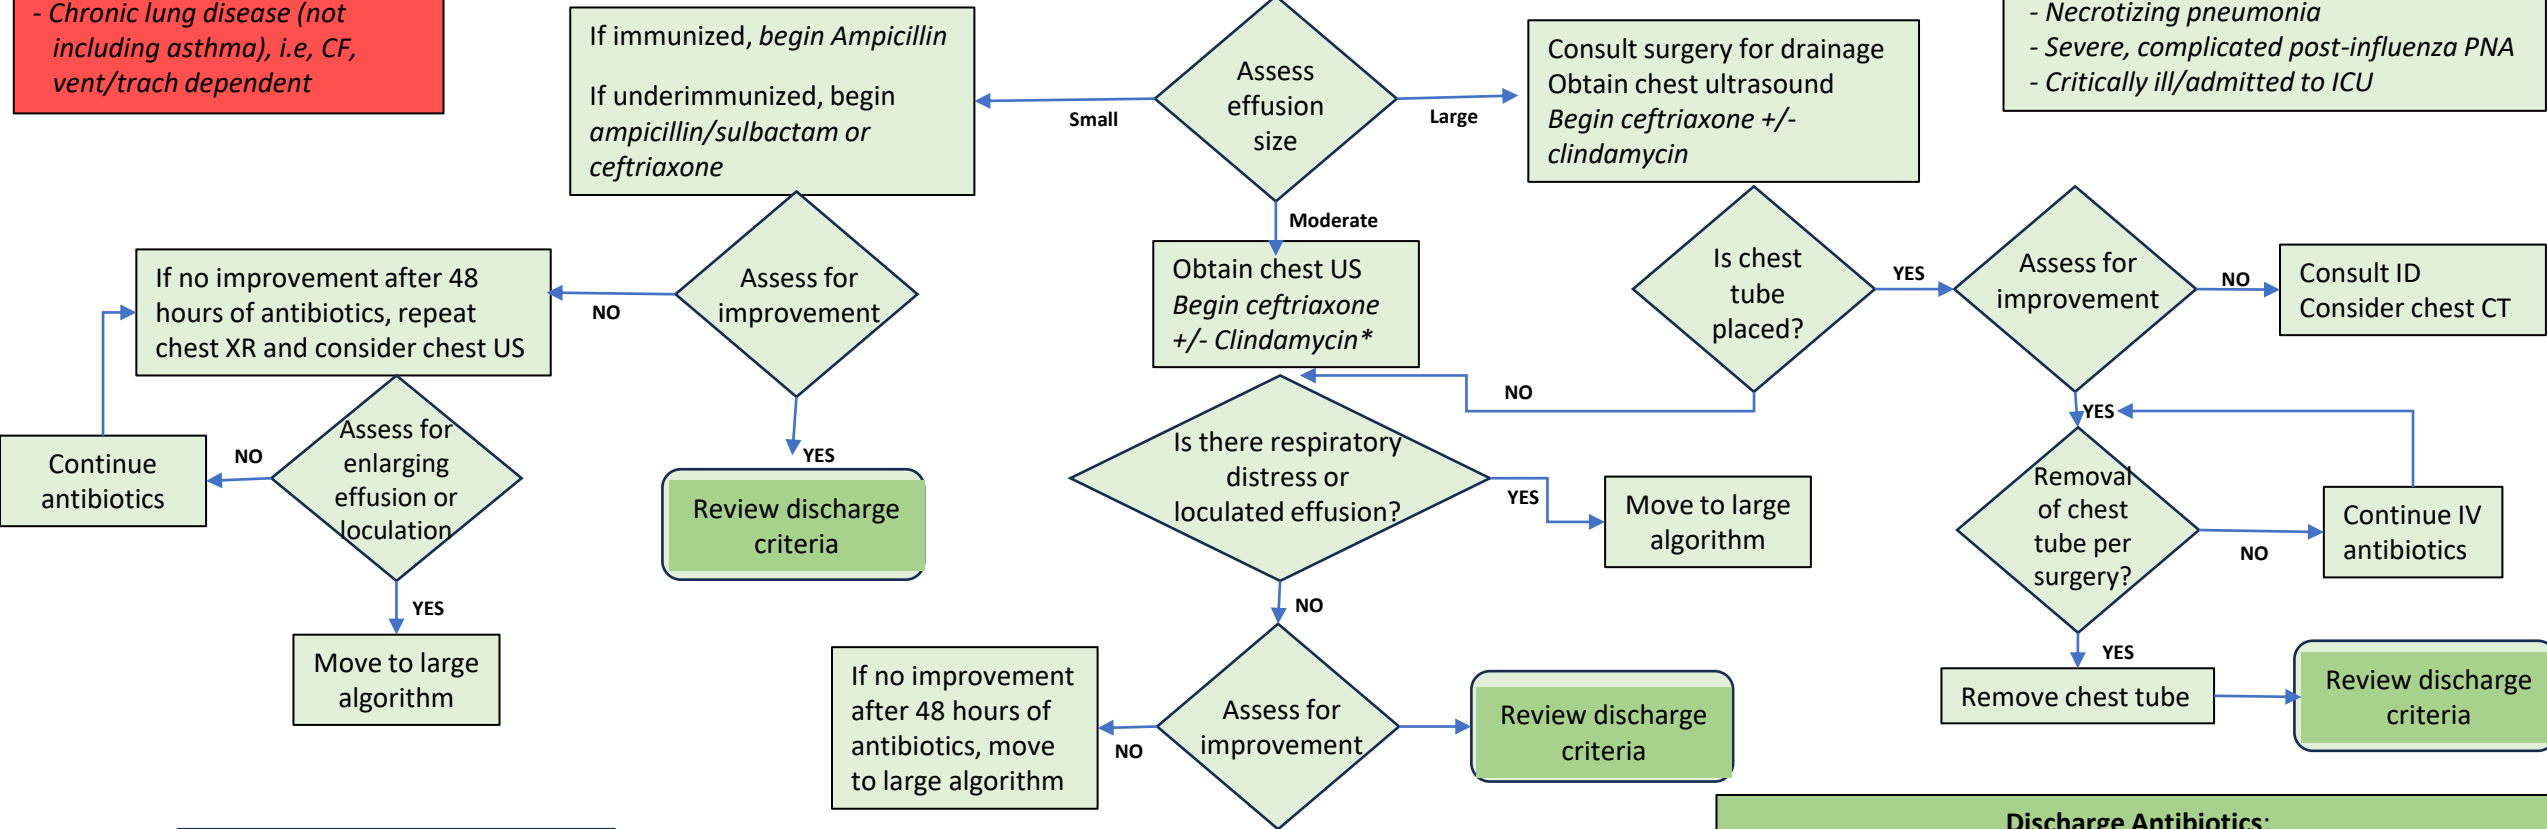 - Chronic lung disease (not
including asthma), i.e, CF,
vent/trach dependent
If immunized, begin Ampicillin
If underimmunized, begin
ampicillin/sulbactam or
ceftriaxone
Assess
effusion
size
Small
Large
Moderate
Consult surgery for drainage
Obtain chest ultrasound
Begin ceftriaxone +/-
clindamycin
- Necrotizing pneumonia
- Severe, complicated post-influenza PNA
- Critically ill/admitted to ICU
If no improvement after 48
hours of antibiotics, repeat
chest XR and consider chest US
NO
Assess for
improvement
YES
Review discharge
criteria
Obtain chest US
Begin ceftriaxone
+/- Clindamycin*
Is chest
tube
placed?
YES
NO
Assess for
improvement
NO
Consult ID
Consider chest CT
YES
Continue
antibiotics
NO
Assess for
enlarging
effusion or
loculation
YES
Move to large
algorithm
Is there respiratory
distress or
loculated effusion?
YES
Move to large
algorithm
NO
Removal
of chest
tube per
surgery?
NO
Continue IV
antibiotics
YES
Remove chest tube
Review discharge
criteria
If no improvement
after 48 hours of
antibiotics, move
to large algorithm
NO
Assess for
improvement
Review discharge
criteria
Discharge Antibiotics: